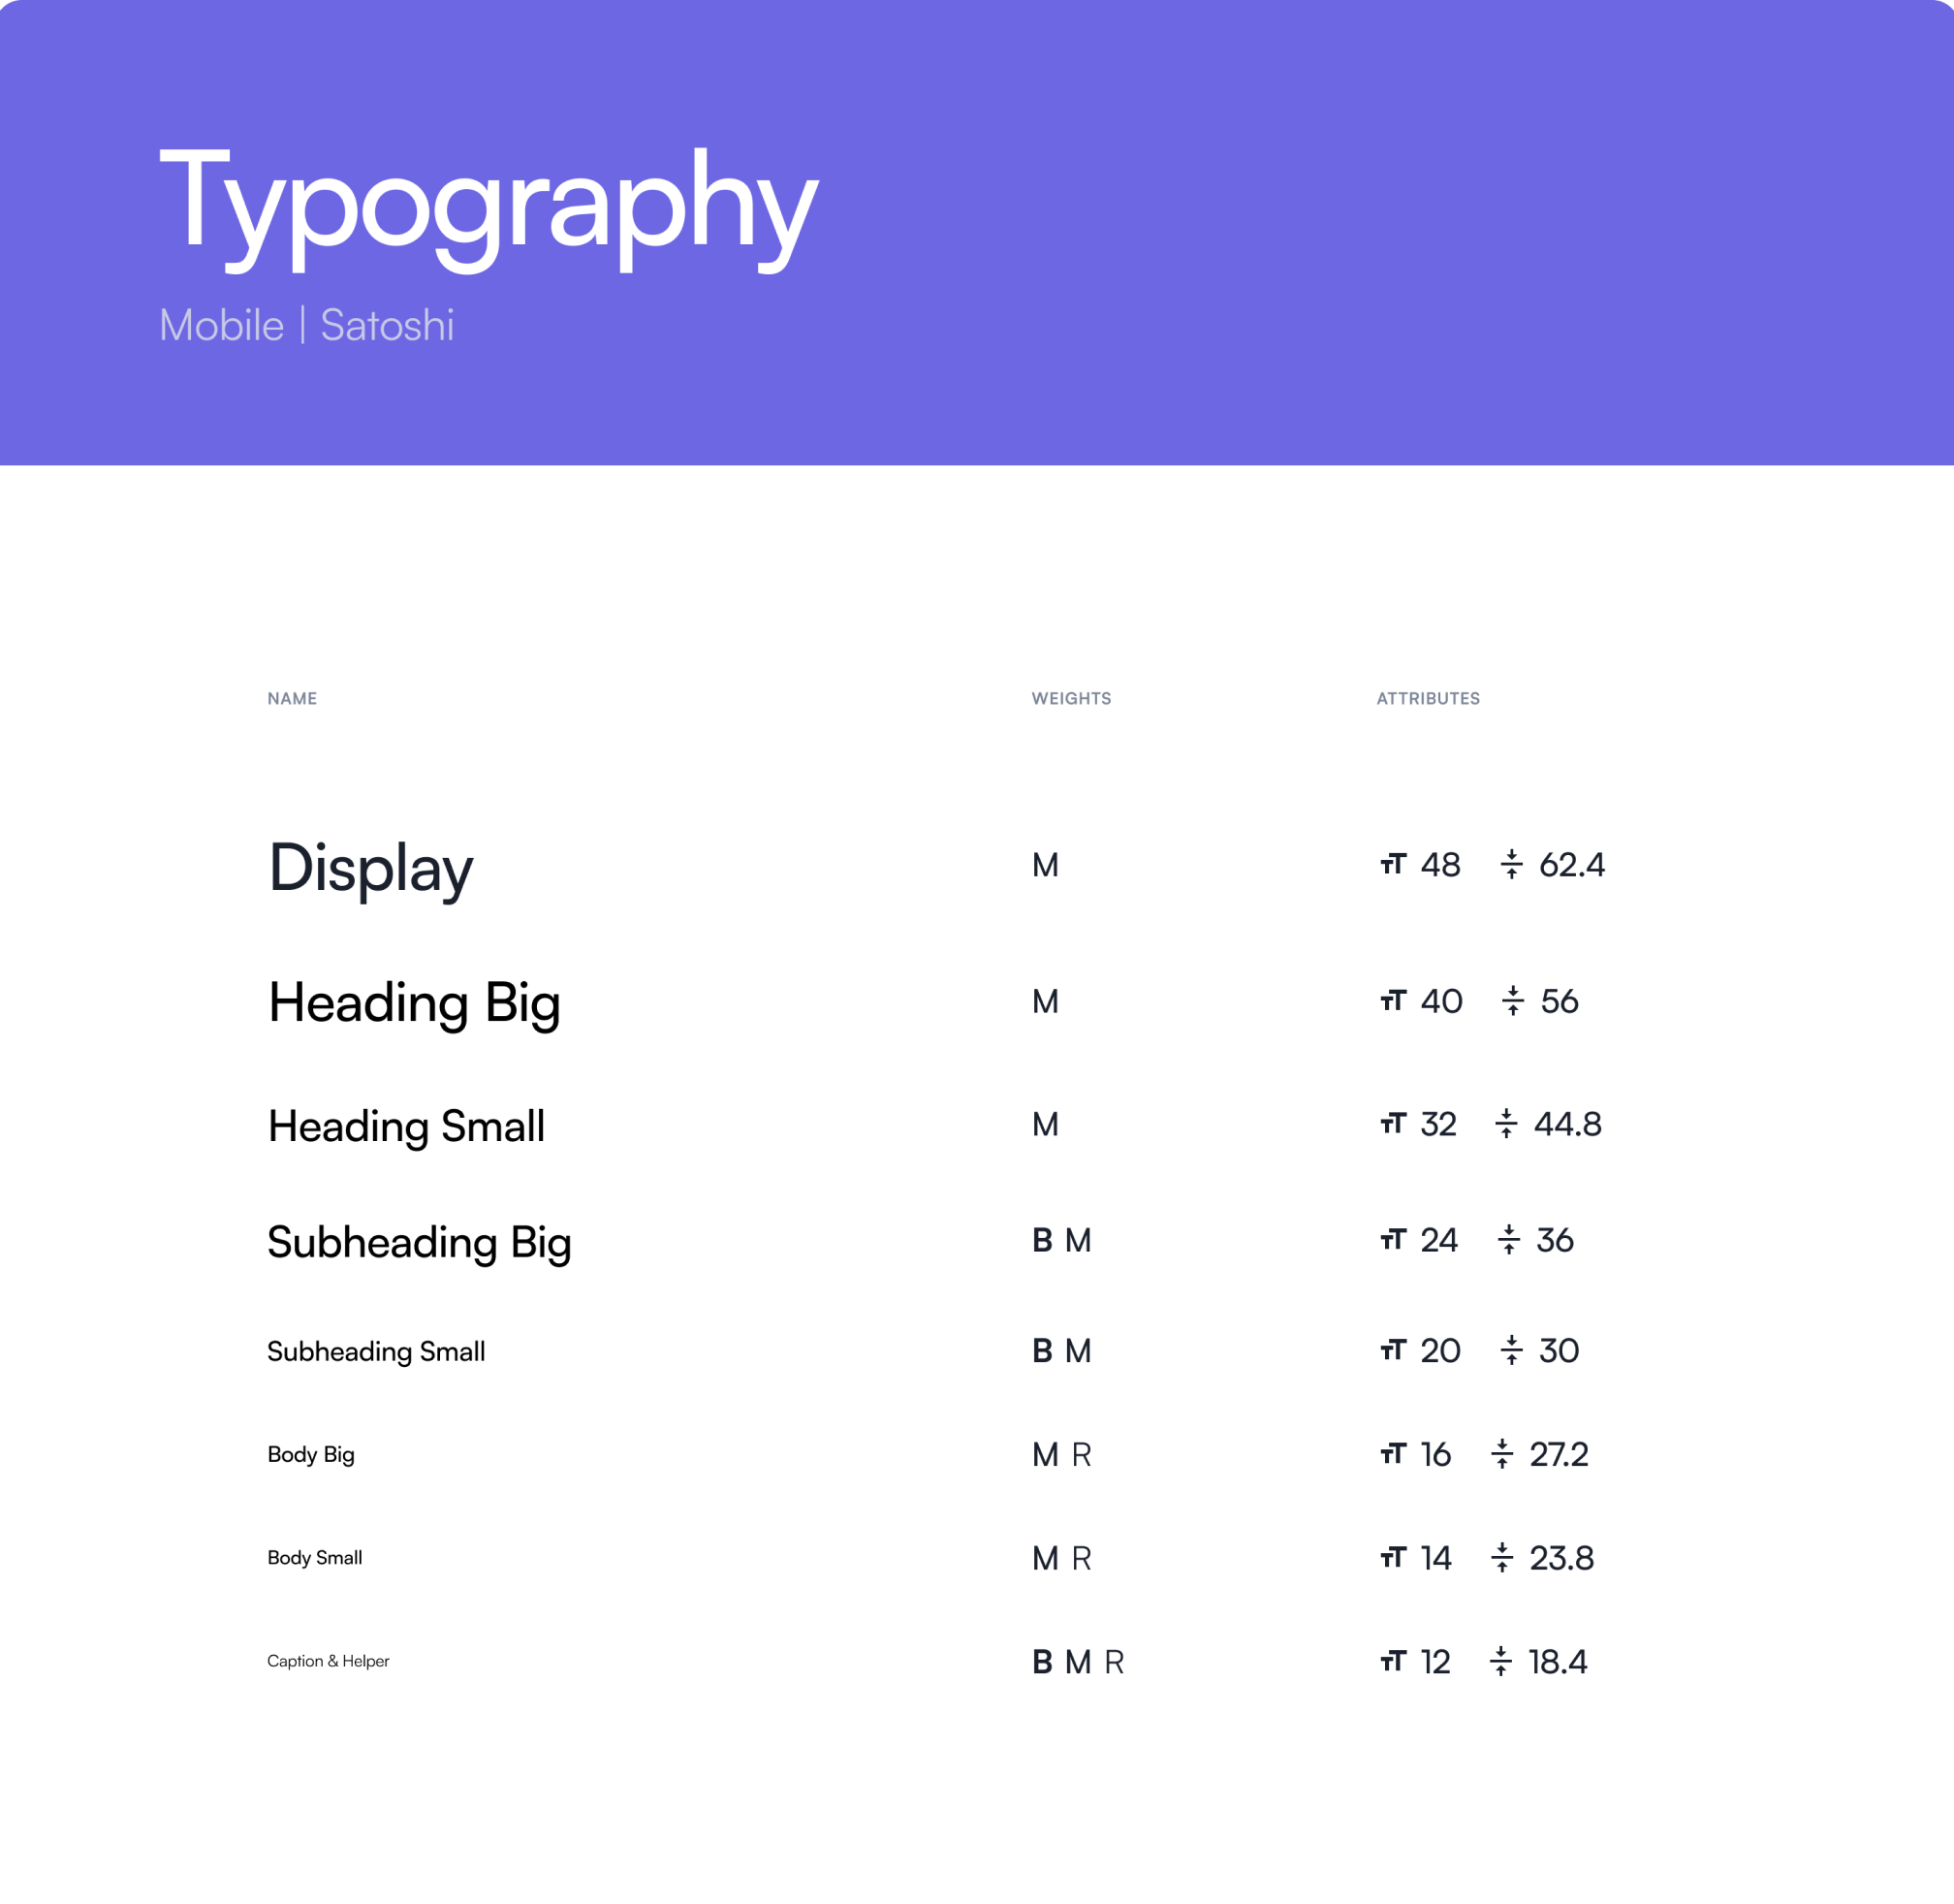 Typography
Mobile | Satoshi
NAME WEIGHTS ATTRIBUTES
Display M 48 62.4
Heading Big M 40 56
Heading Small M 32 44.8
Subheading Big B M 24 36
Subheading Small B M 20 30
Body Big M R 16 27.2
Body Small M R 14 23.8
Caption & Helper B M R 12 18.4